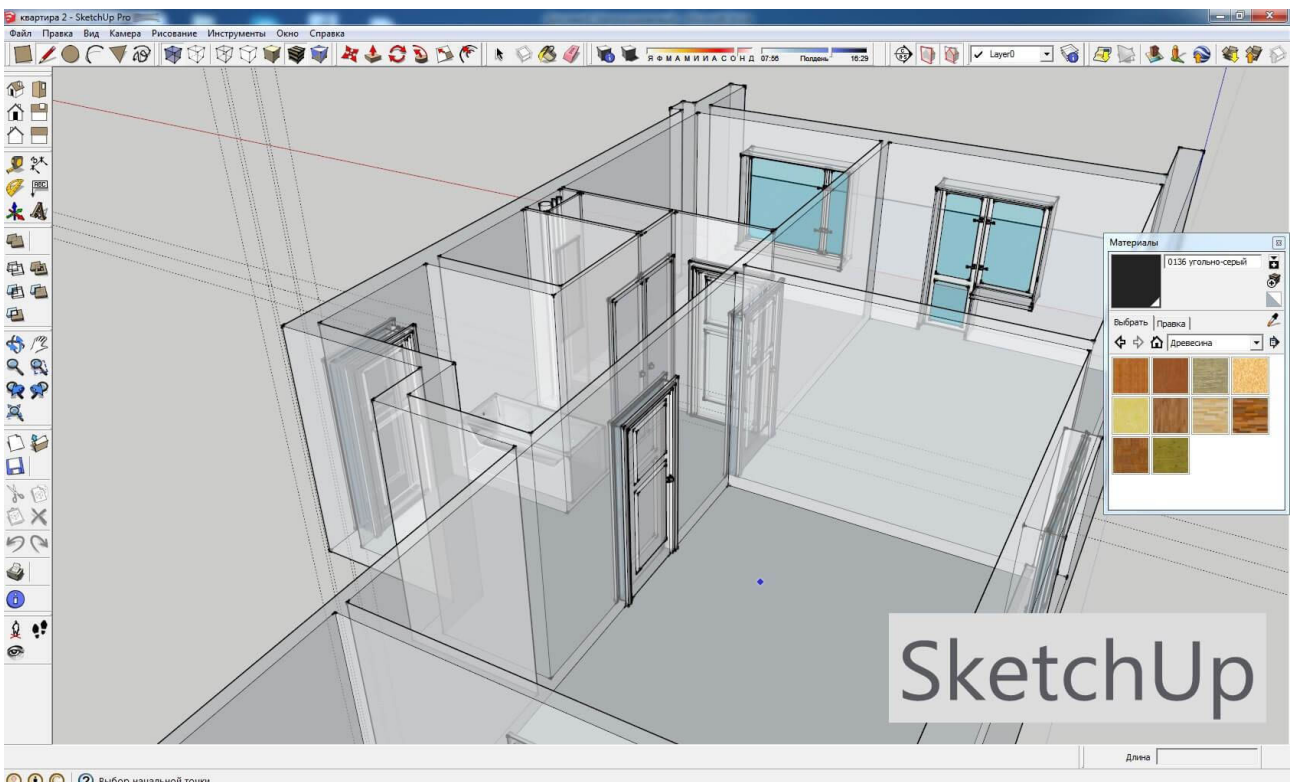 квартира 2 - SketchUp Pro
Файл Правка Вид Камера Рисование Инструменты Окно Справка
Я Ф М А М И И А С О Н Д 07:56 Полдень 16:29
Layer0
ABC
Материалы
0136 угольно-серый
Выбрать Правка
Древесина
SketchUp
Длина
Выбор начальной точки